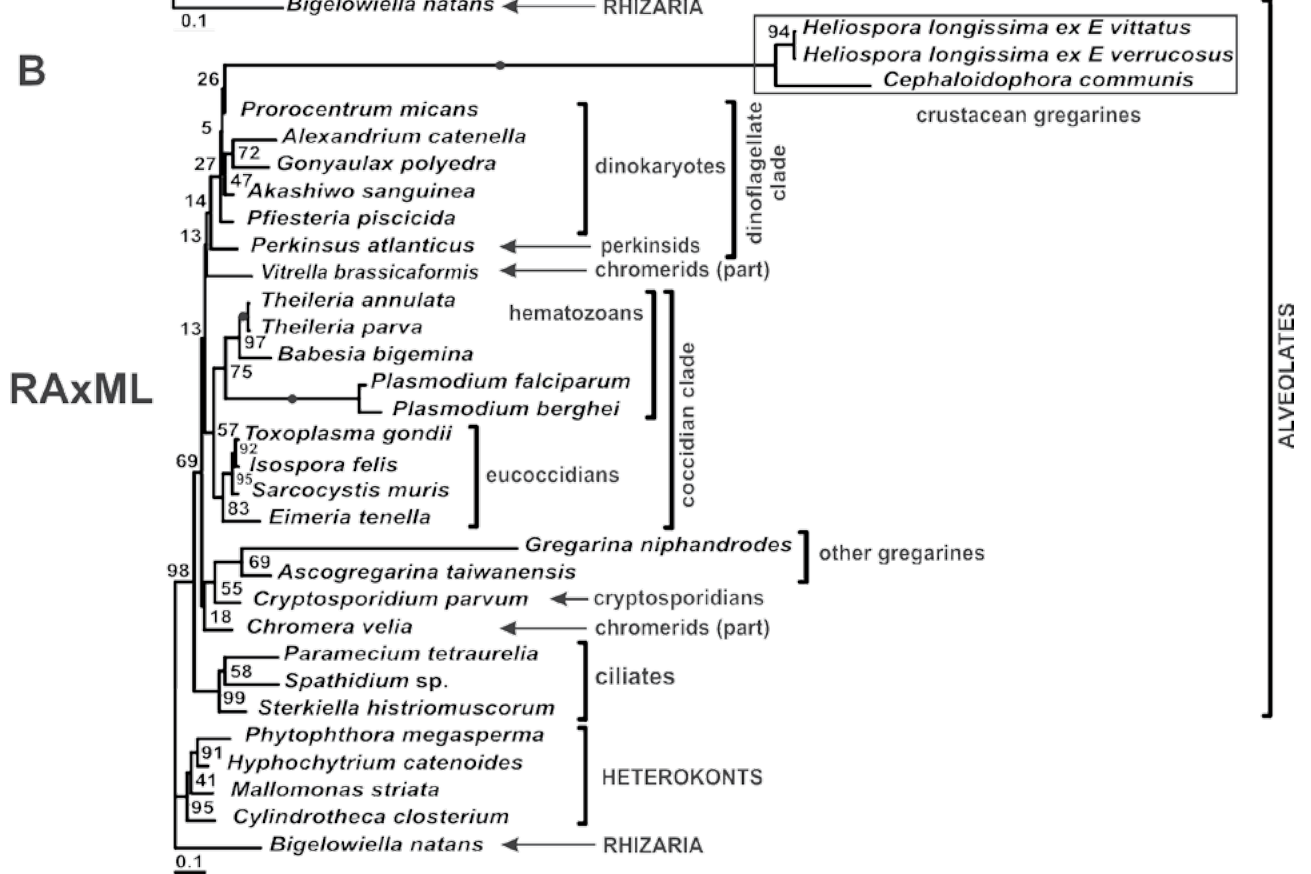 Bigelowiella natans RHIZARIA
0.1
B
94 Heliospora longissima ex E vittatus
Heliospora longissima ex E verrucosus
Cephaloidophora communis
crustacean gregarines
26
Prorocentrum micans
5
Alexandrium catenella
72
Gonyaulax polyedra
27
dinokaryotes
dinoflagellate
clade
47 Akashiwo sanguinea
14
Pfiesteria piscicida
13
Perkinsus atlanticus perkinsids
Vitrella brassicaformis chromerids (part)
Theileria annulata
hematozoans
Theileria parva
13
97
Babesia bigemina
75
Plasmodium falciparum
RAxML
Plasmodium berghei
coccidian clade
ALVEOLATES
57 Toxoplasma gondii
92
69
Isospora felis
eucoccidians
95 Sarcocystis muris
83
Eimeria tenella
Gregarina niphandrodes
other gregarines
69
98
Ascogregarina taiwanensis
55
Cryptosporidium parvum cryptosporidians
18
Chromera velia chromerids (part)
Paramecium tetraurelia
58
Spathidium sp.
ciliates
99
Sterkiella histriomuscorum
Phytophthora megasperma
91
Hyphochytrium catenoides
HETEROKONTS
41
Mallomonas striata
95
Cylindrotheca closterium
Bigelowiella natans RHIZARIA
0.1